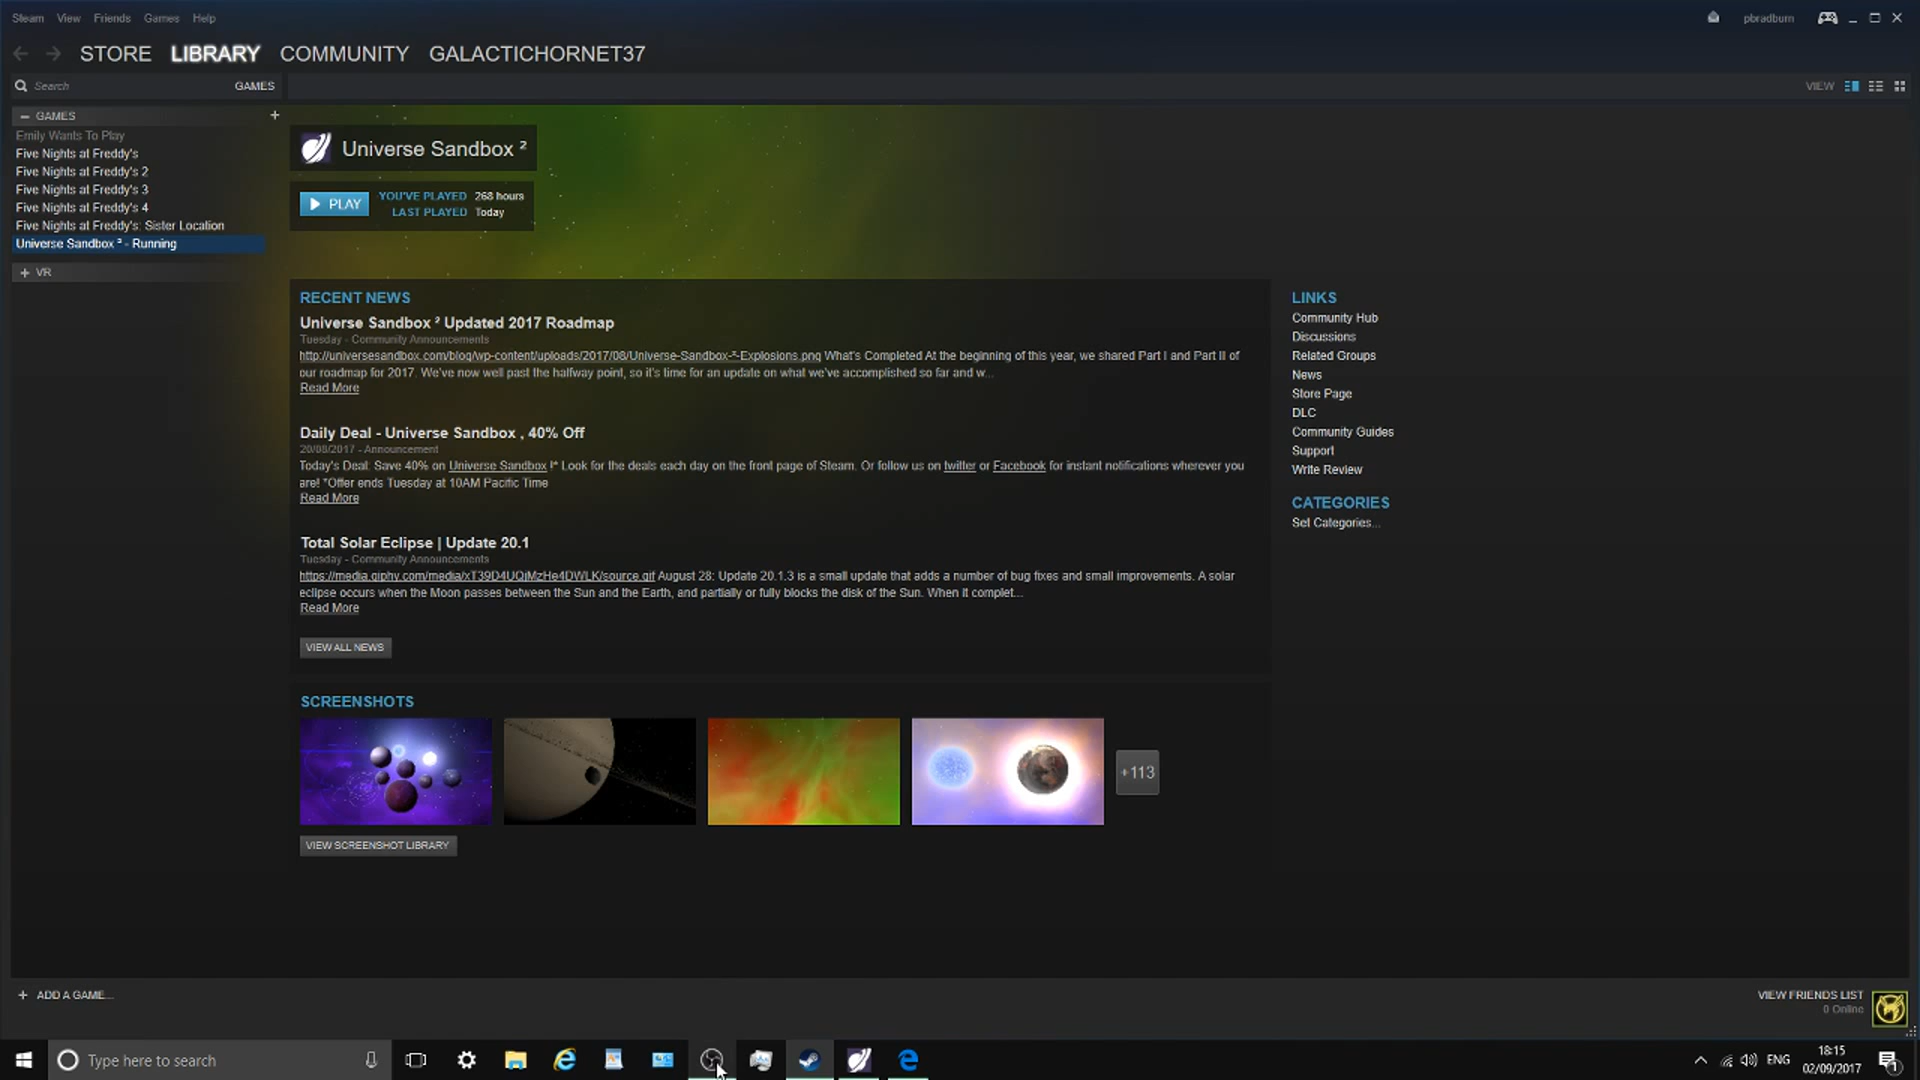 Steam View Friends Games Help
pbradburn
STORE LIBRARY COMMUNITY GALACTICHORNET37
Search GAMES
VIEW
GAMES
Emily Wants To Play
Five Nights at Freddy's
Five Nights at Freddy's 2
Five Nights at Freddy's 3
Five Nights at Freddy's 4
Five Nights at Freddy's: Sister Location
Universe Sandbox ² - Running
VR
Universe Sandbox ²
PLAY
YOU'VE PLAYED 268 hours
LAST PLAYED Today
RECENT NEWS
Universe Sandbox ² Updated 2017 Roadmap
Tuesday - Community Announcements
http://universesandbox.com/blog/wp-content/uploads/2017/08/Universe-Sandbox-²-Explosions.png What's Completed At the beginning of this year, we shared Part I and Part II of
our roadmap for 2017. We've now well past the halfway point, so it's time for an update on what we've accomplished so far and w...
Read More
Daily Deal - Universe Sandbox , 40% Off
20/08/2017 - Announcement
Today's Deal: Save 40% on Universe Sandbox !* Look for the deals each day on the front page of Steam. Or follow us on twitter or Facebook for instant notifications wherever you
are! *Offer ends Tuesday at 10AM Pacific Time
Read More
Total Solar Eclipse | Update 20.1
Tuesday - Community Announcements
https://media.giphy.com/media/xT39D4UQjMzHe4DWLK/source.gif August 28: Update 20.1.3 is a small update that adds a number of bug fixes and small improvements. A solar
eclipse occurs when the Moon passes between the Sun and the Earth, and partially or fully blocks the disk of the Sun. When it complet...
Read More
VIEW ALL NEWS
SCREENSHOTS
+113
VIEW SCREENSHOT LIBRARY
LINKS
Community Hub
Discussions
Related Groups
News
Store Page
DLC
Community Guides
Support
Write Review
CATEGORIES
Set Categories...
+ ADD A GAME...
VIEW FRIENDS LIST
0 Online
Type here to search
ENG
18:15
02/09/2017
1